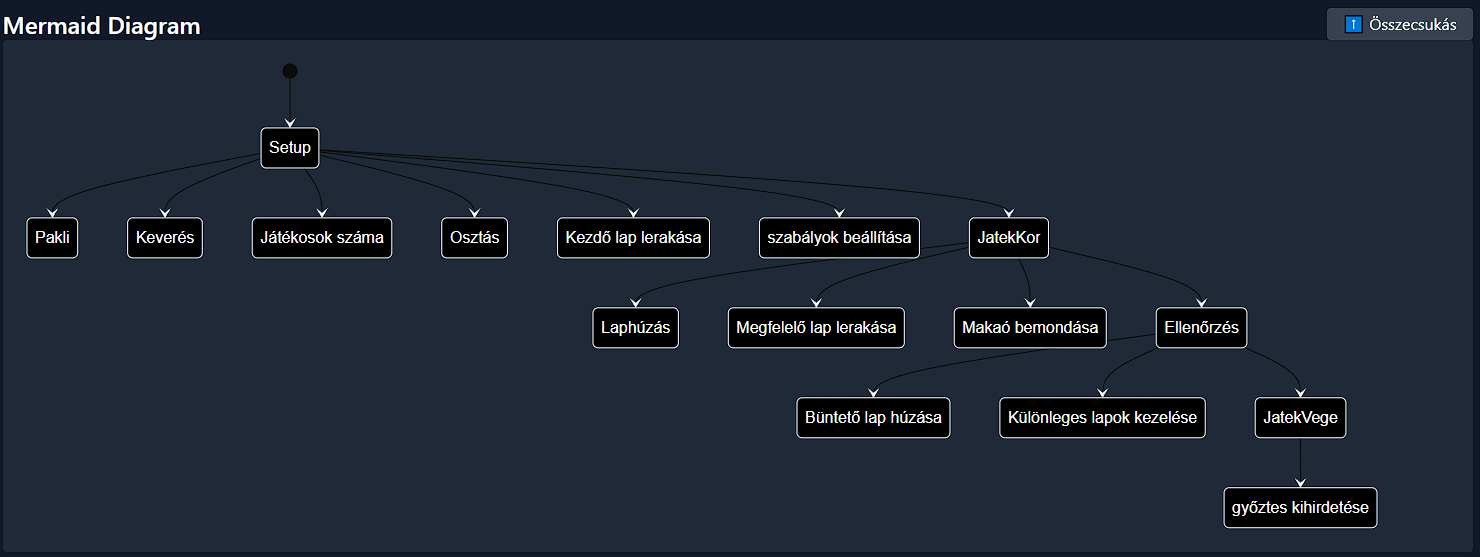 Mermaid Diagram
Összecsukás
Setup
Pakli
Keverés
Játékosok száma
Osztás
Kezdő lap lerakása
szabályok beállítása
JatekKor
Laphúzás
Megfelelő lap lerakása
Makaó bemondása
Ellenőrzés
Büntető lap húzása
Különleges lapok kezelése
JatekVege
győztes kihirdetése